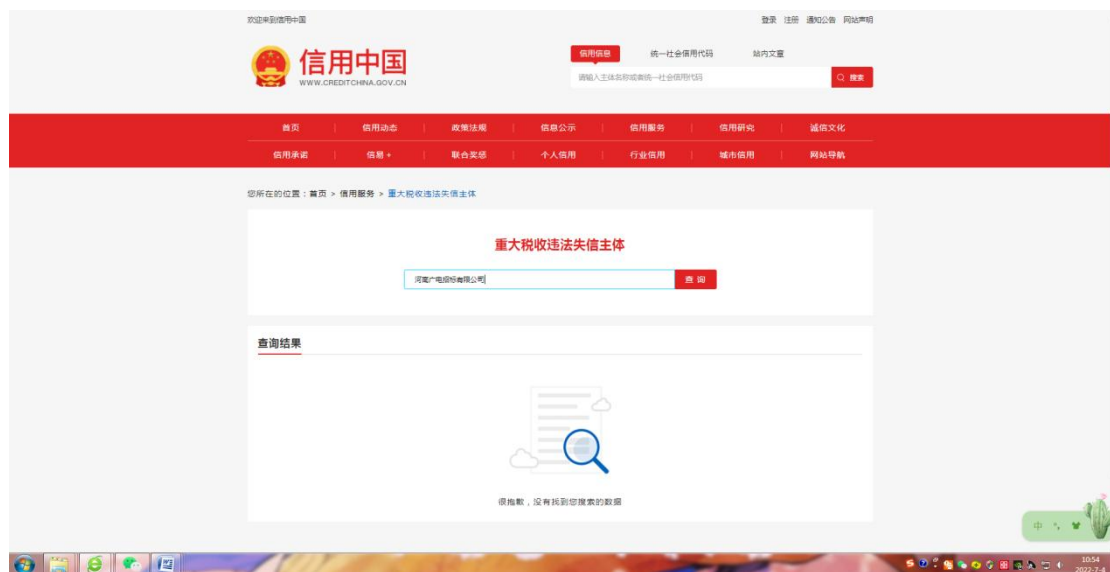 欢迎来到信用中国
登录 注册 通知公告 网站声明
信用中国
WWW.CREDITCHINA.GOV.CN
信用信息 统一社会信用代码 站内文章
请输入主体名称或者统一社会信用代码 搜索
首页 信用动态 政策法规 信息公示 信用服务 信用研究 诚信文化
信用承诺 信易+ 联合奖惩 个人信用 行业信用 城市信用 网站导航
您所在的位置：首页 > 信用服务 > 重大税收违法失信主体
重大税收违法失信主体
河南广电招标有限公司 查询
查询结果
很抱歉，没有找到您搜索的数据
中
10:54
2022-7-4